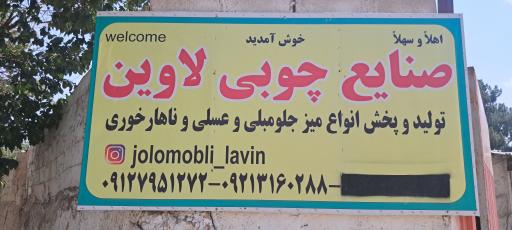 welcome خوش آمدید اهلاً و سهلاً
صنایع چوبی لاوین
تولید و پخش انواع میز جلومبلی و عسلی و ناهارخوری
jolomobli_lavin
۰۹۱۲۷۹۵۱۲۷۲-۰۹۲۱۳۱۶۰۲۸۸-